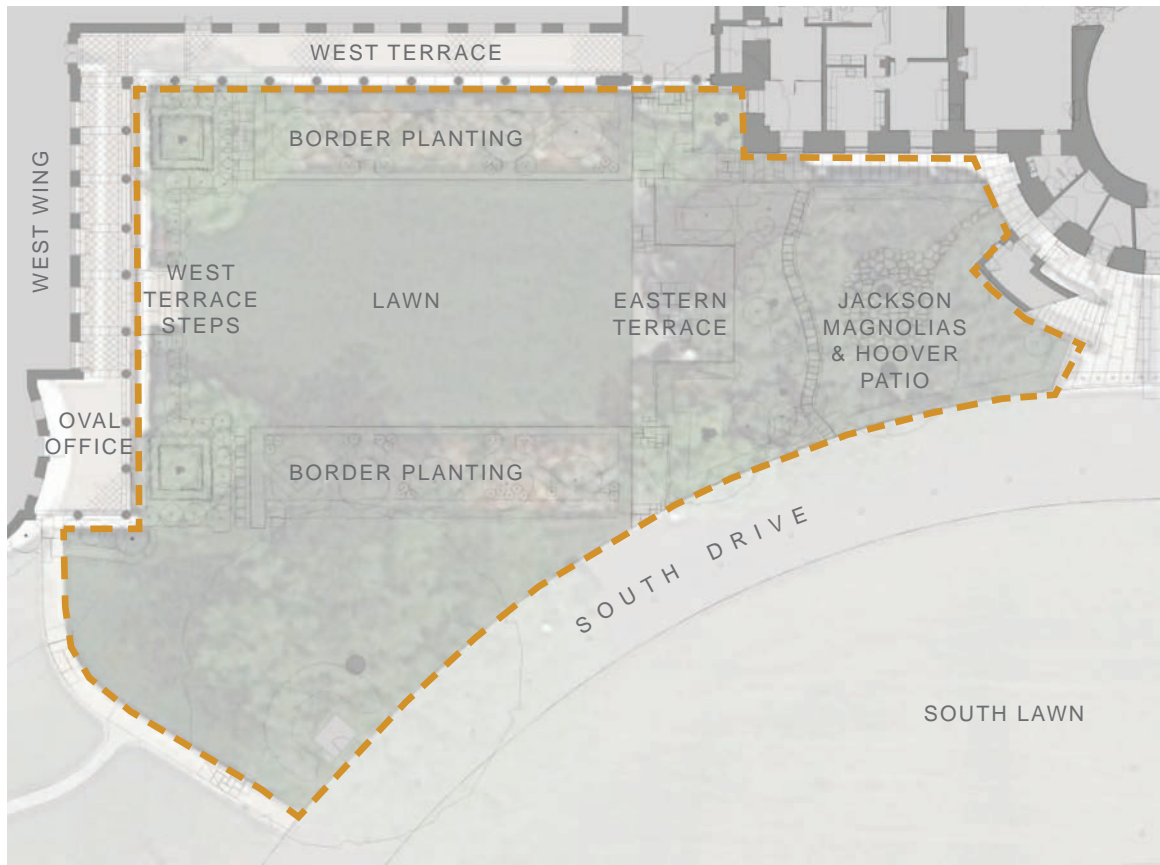 WEST TERRACE
BORDER PLANTING
WEST WING
WEST
TERRACE
STEPS
LAWN
EASTERN
TERRACE
JACKSON
MAGNOLIAS
& HOOVER
PATIO
OVAL
OFFICE
BORDER PLANTING
SOUTH DRIVE
SOUTH LAWN